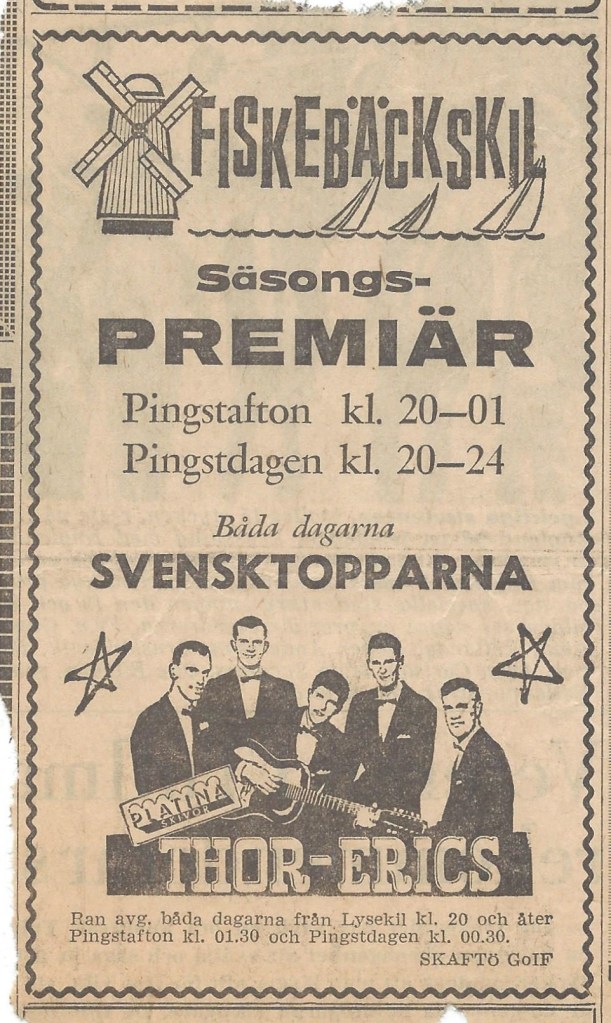 FISKEBÄCKSKIL
Säsongs-
PREMIÄR
Pingstafton kl. 20—01
Pingstdagen kl. 20—24
Båda dagarna
SVENSKTOPPARNA
PLATINA
SKIVOR
THOR-ERICS
Ran avg. båda dagarna från Lysekil kl. 20 och åter
Pingstafton kl. 01.30 och Pingstdagen kl. 00.30.
SKAFTÖ GoIF